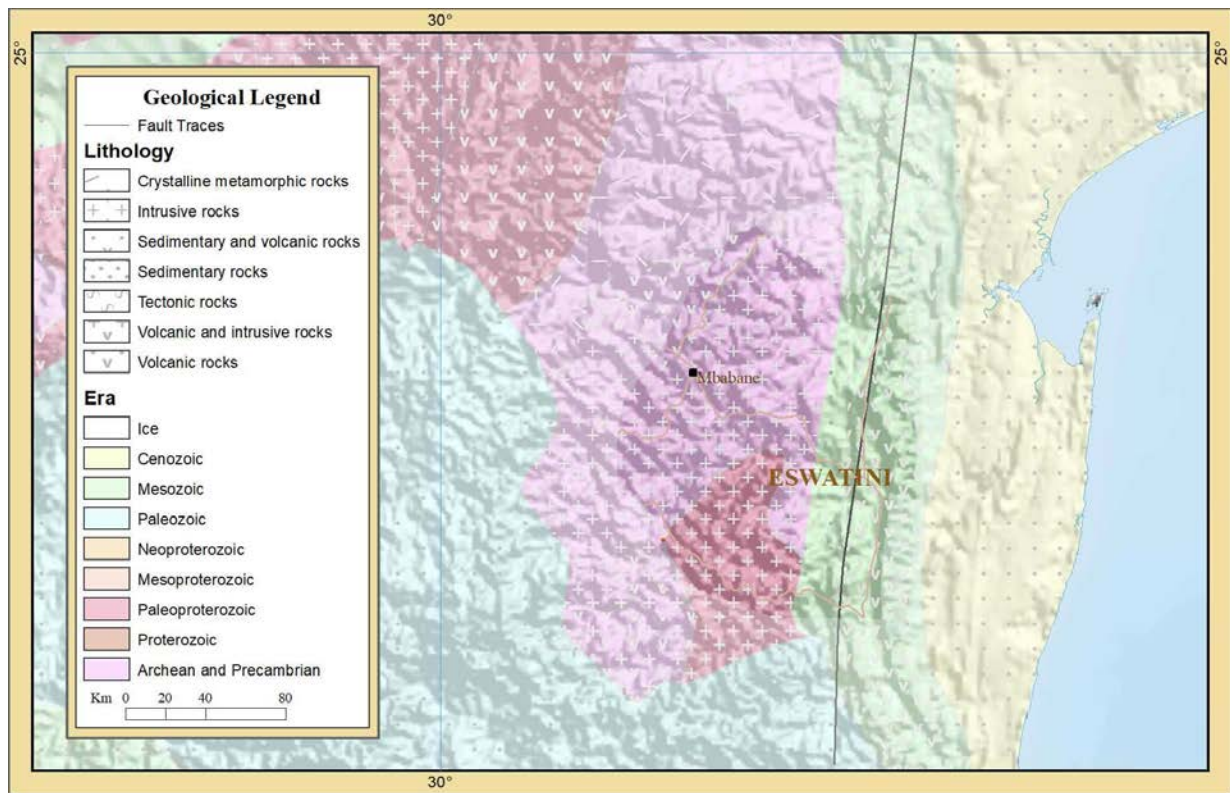 30°
25°
25°
Geological Legend
Fault Traces
Lithology
Crystalline metamorphic rocks
Intrusive rocks
Sedimentary and volcanic rocks
Sedimentary rocks
Tectonic rocks
Volcanic and intrusive rocks
Volcanic rocks
Era
Ice
Cenozoic
Mesozoic
Paleozoic
Neoproterozoic
Mesoproterozoic
Paleoproterozoic
Proterozoic
Archean and Precambrian
Km 0 20 40 80
Mbabane
ESWATINI
30°